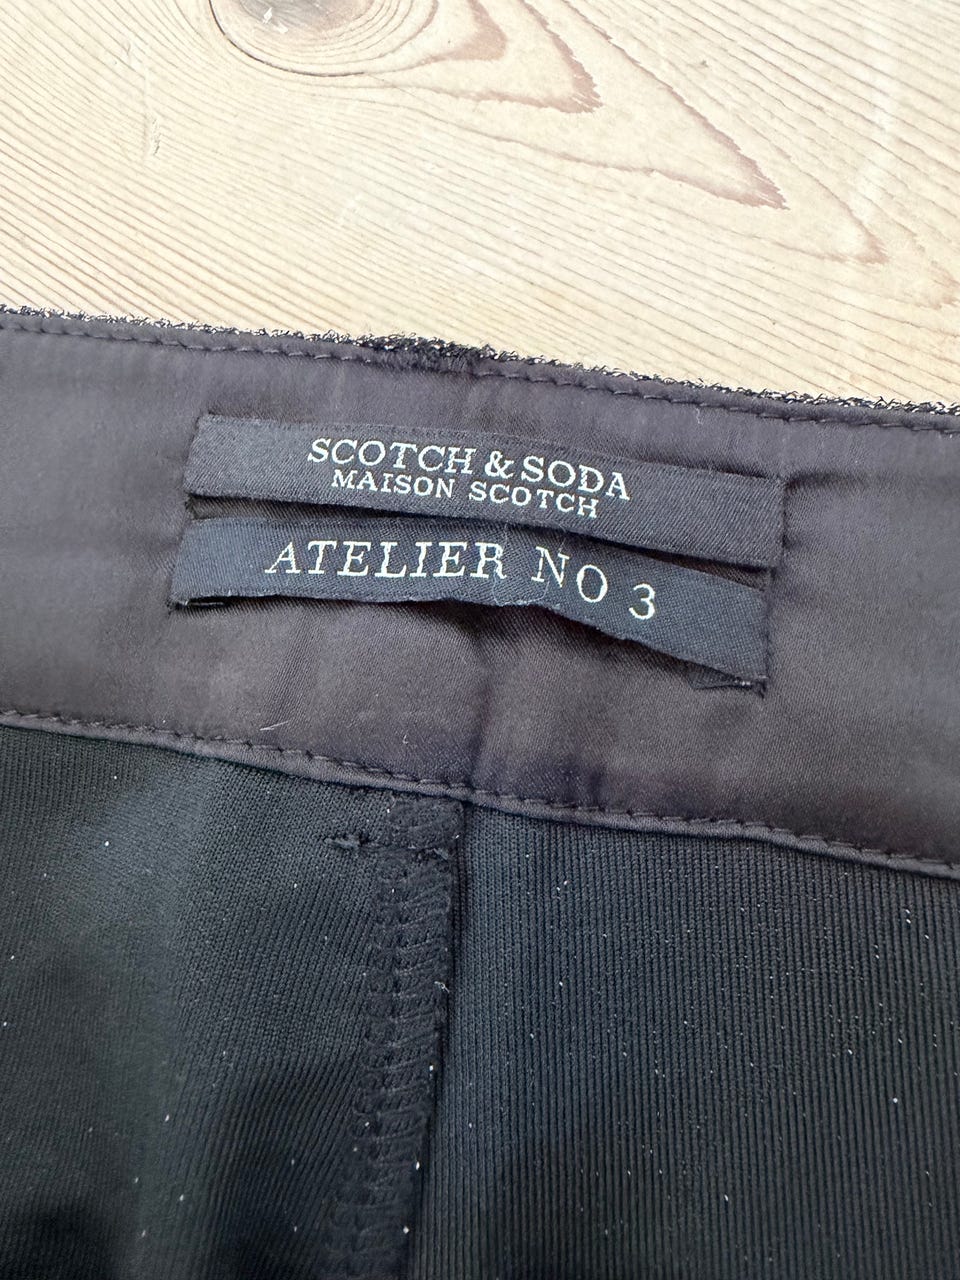 SCOTCH & SODA
MAISON SCOTCH
ATELIER NO 3